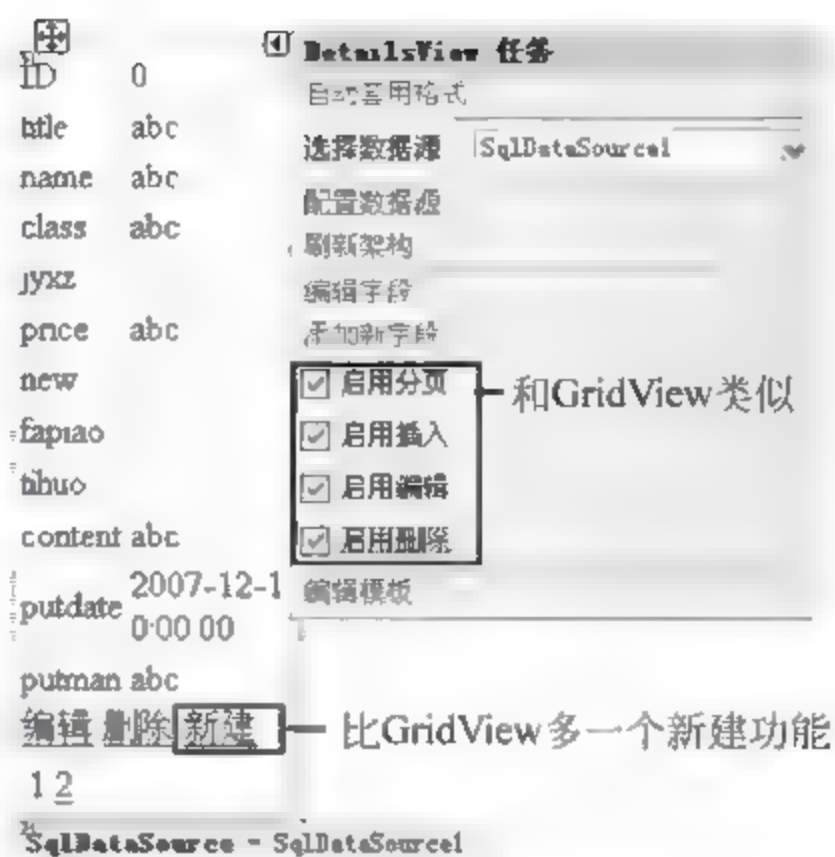 ID 0
title abc
name abc
class abc
jyxz
price abc
new
fapiao
tihuo
content abc
putdate 2007-12-1 0:00:00
putman abc
编辑 删除 新建
1 2
SqlDataSource - SqlDataSource1
DetailsView 任务
自动套用格式
选择数据源 SqlDataSource1
配置数据源
刷新架构
编辑字段
添加新字段
启用分页
启用插入
启用编辑
启用删除
编辑模板
和GridView类似
比GridView多一个新建功能